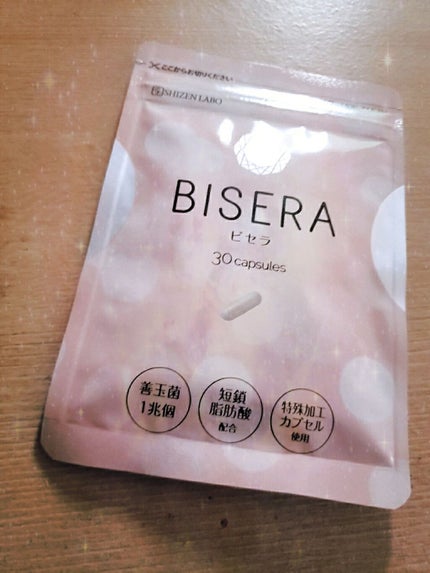 ✂ここからお切りください
SHIZEN LABO
BISERA
ビセラ
30 capsules
善玉菌
1兆個
短鎖
脂肪酸
配合
特殊加工
カプセル
使用